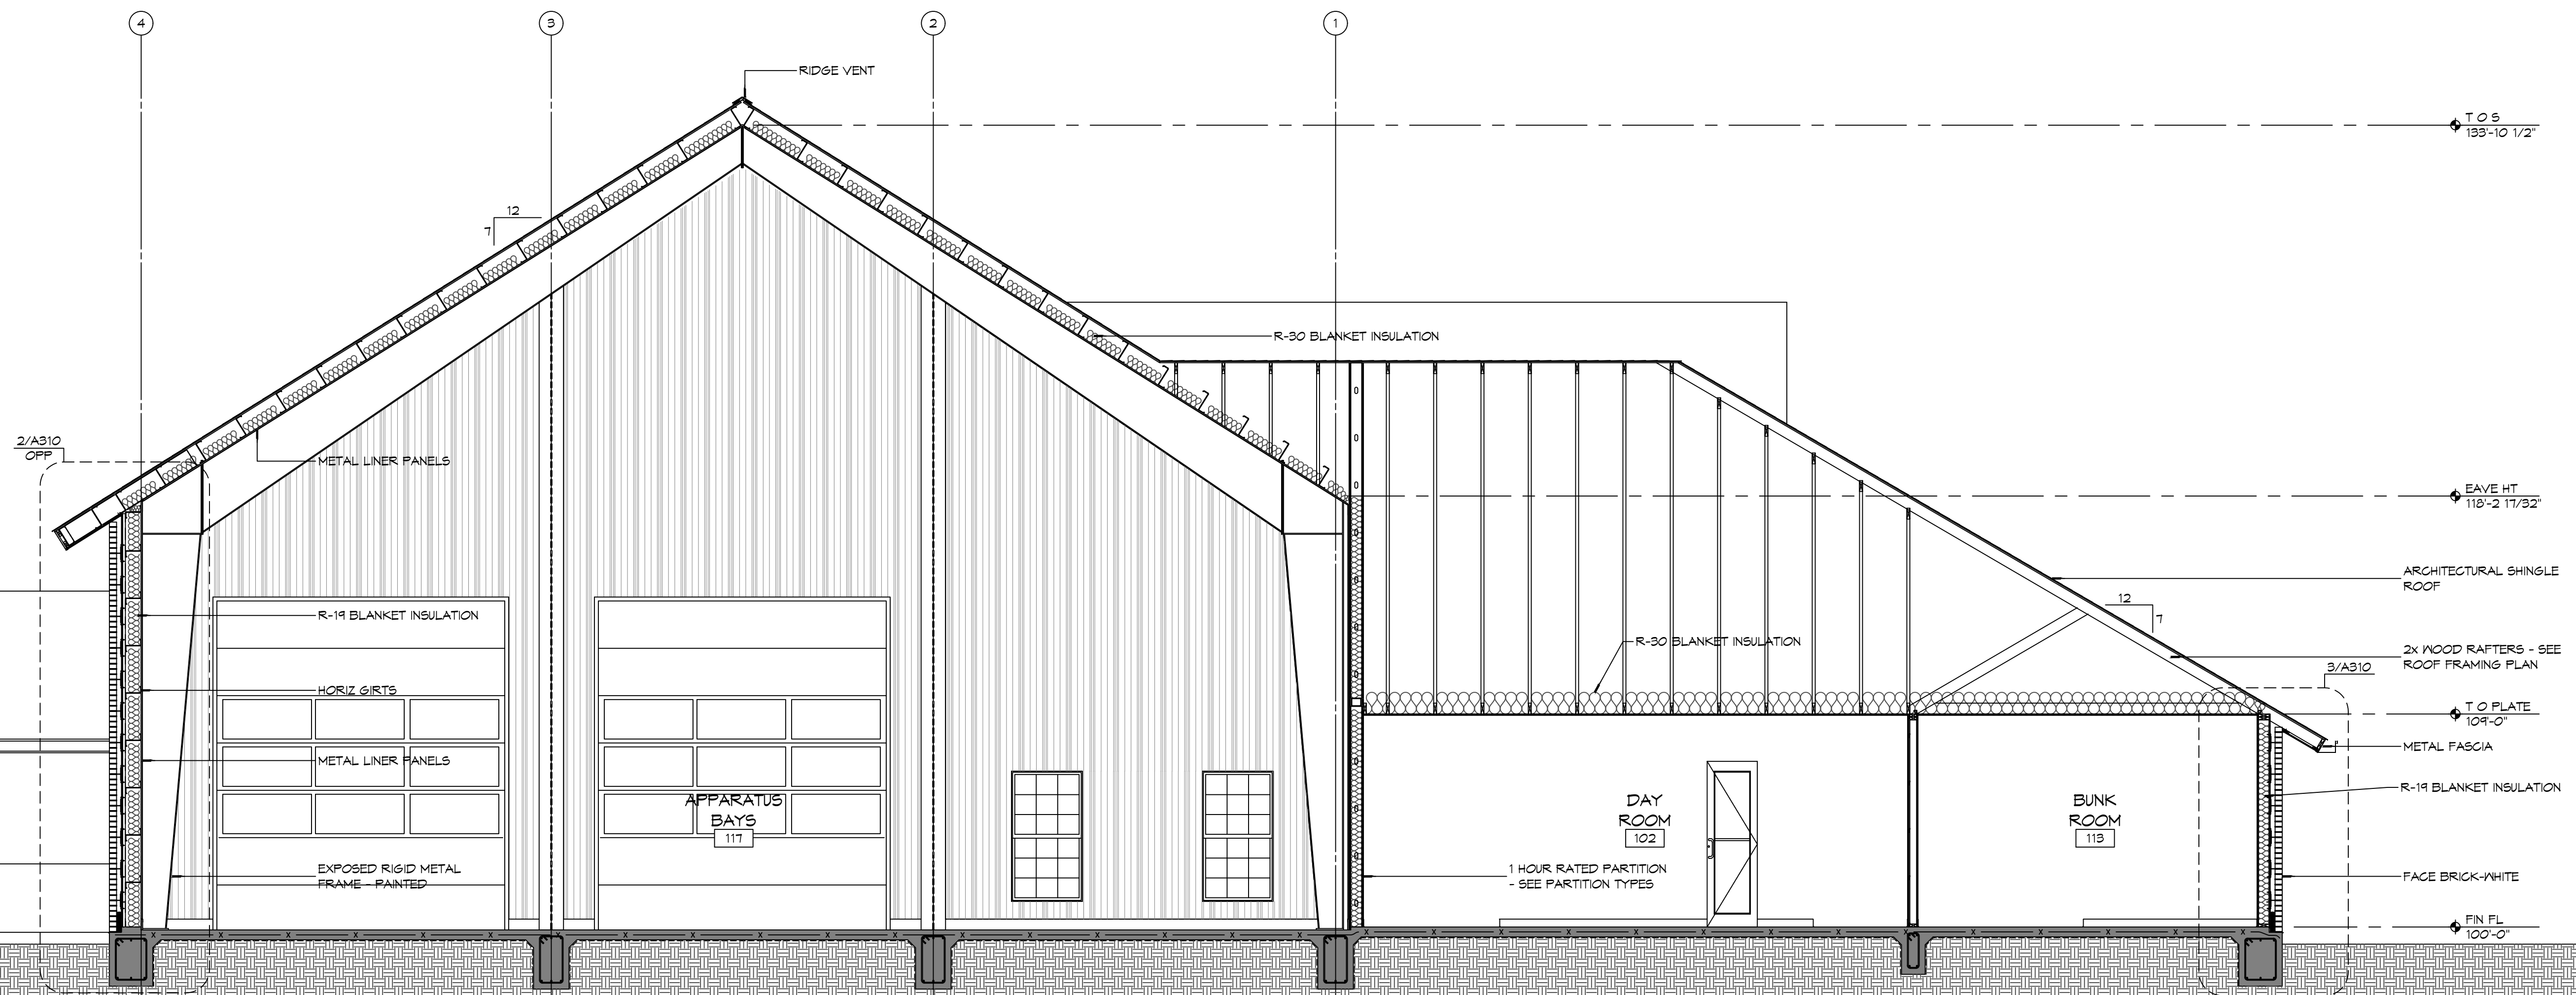 4
3
2
1
RIDGE VENT
T O S
133'-10 1/2"
12
7
R-30 BLANKET INSULATION
2/A310
OPP
METAL LINER PANELS
EAVE HT
118'-2 17/32"
ARCHITECTURAL SHINGLE
ROOF
12
7
R-19 BLANKET INSULATION
R-30 BLANKET INSULATION
2x WOOD RAFTERS - SEE
ROOF FRAMING PLAN
3/A310
HORIZ GIRTS
T O PLATE
109'-0"
METAL FASCIA
METAL LINER PANELS
R-19 BLANKET INSULATION
APPARATUS
BAYS
117
DAY
ROOM
102
BUNK
ROOM
113
EXPOSED RIGID METAL
FRAME - PAINTED
1 HOUR RATED PARTITION
- SEE PARTITION TYPES
FACE BRICK-WHITE
FIN FL
100'-0"